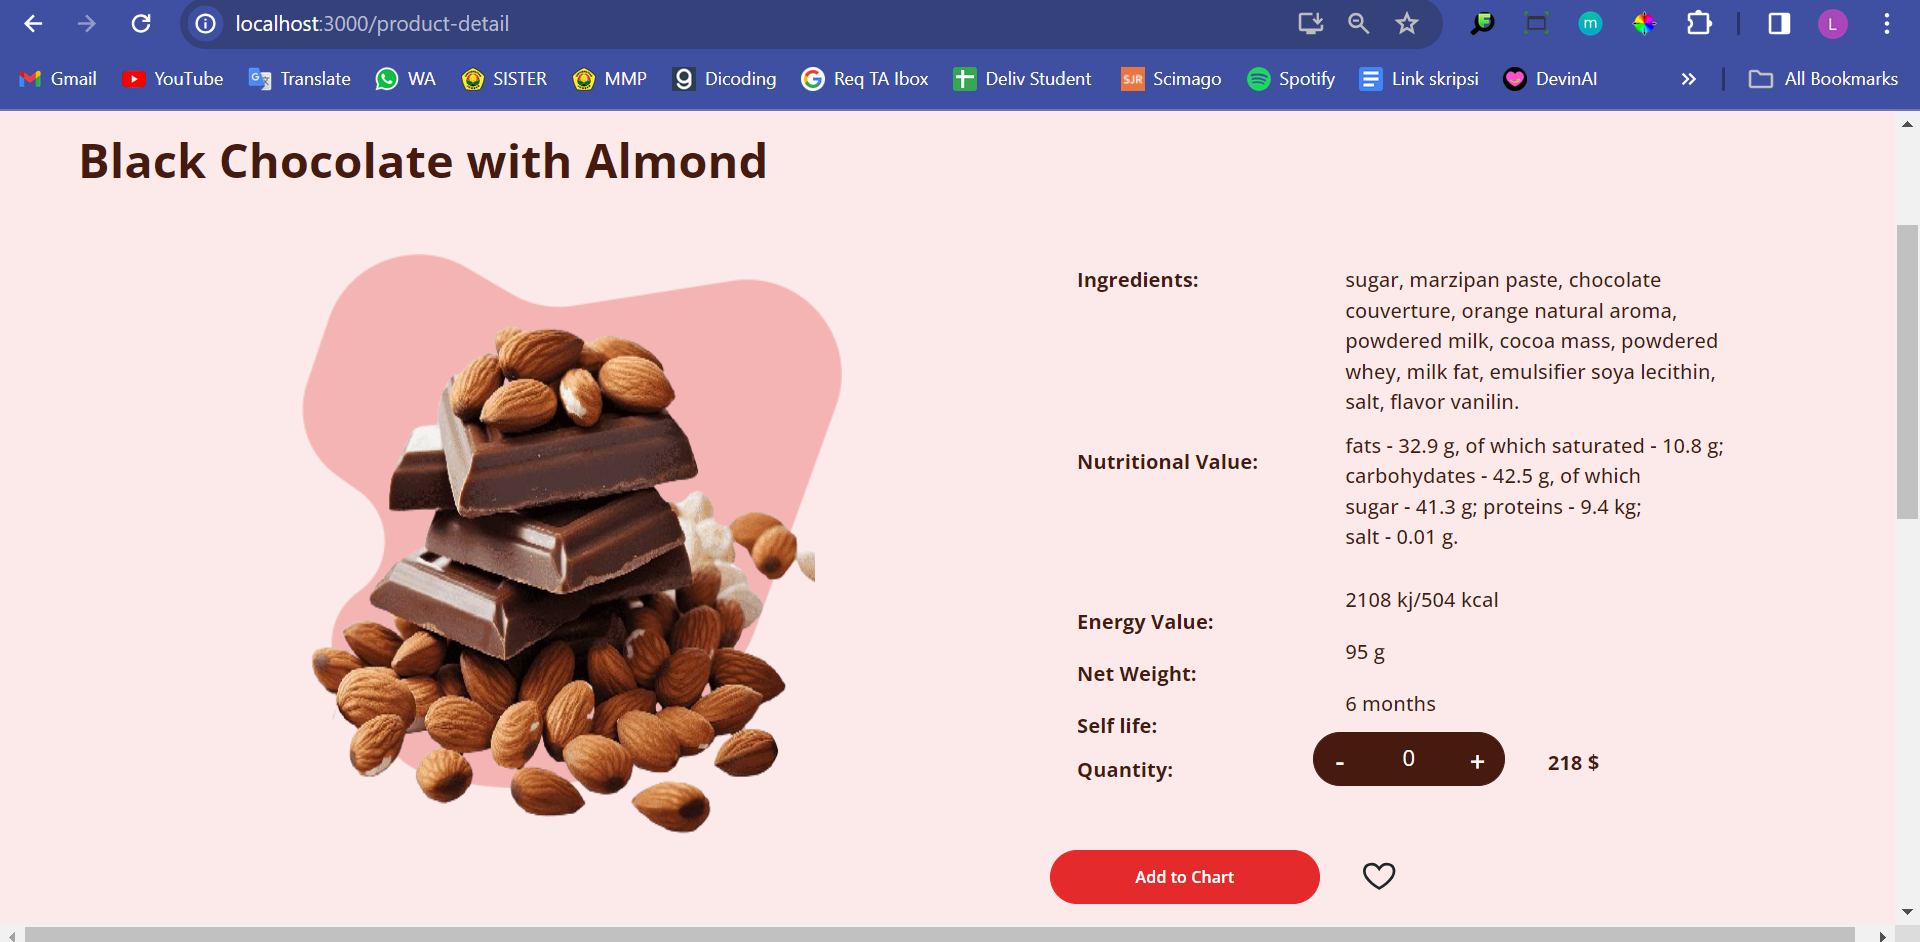 localhost:3000/product-detail
m
L
Gmail
YouTube
Translate
WA
SISTER
MMP
Dicoding
Req TA Ibox
Deliv Student
SJR Scimago
Spotify
Link skripsi
DevinAI
»
All Bookmarks
Black Chocolate with Almond
Ingredients:
sugar, marzipan paste, chocolate
couverture, orange natural aroma,
powdered milk, cocoa mass, powdered
whey, milk fat, emulsifier soya lecithin,
salt, flavor vanilin.
Nutritional Value:
fats - 32.9 g, of which saturated - 10.8 g;
carbohydates - 42.5 g, of which
sugar - 41.3 g; proteins - 9.4 kg;
salt - 0.01 g.
Energy Value:
2108 kj/504 kcal
Net Weight:
95 g
Self life:
6 months
Quantity:
- 0 +
218 $
Add to Chart